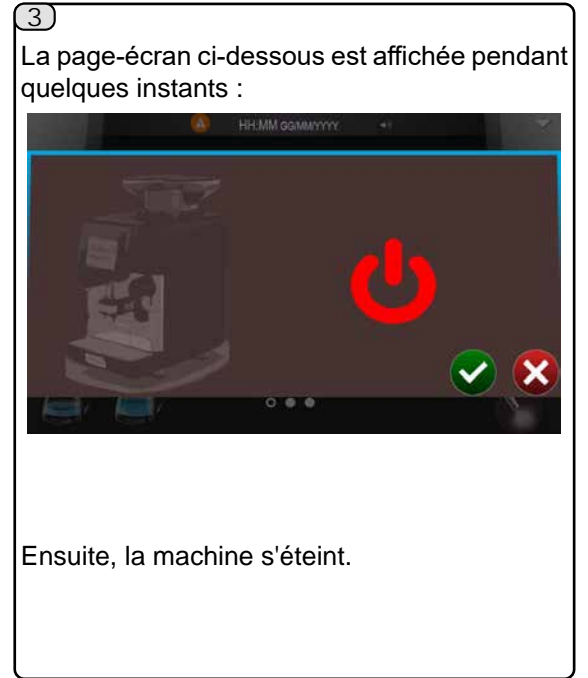 3
La page-écran ci-dessous est affichée pendant
quelques instants :
HH:MM GG/MM/YYYY
Ensuite, la machine s'éteint.